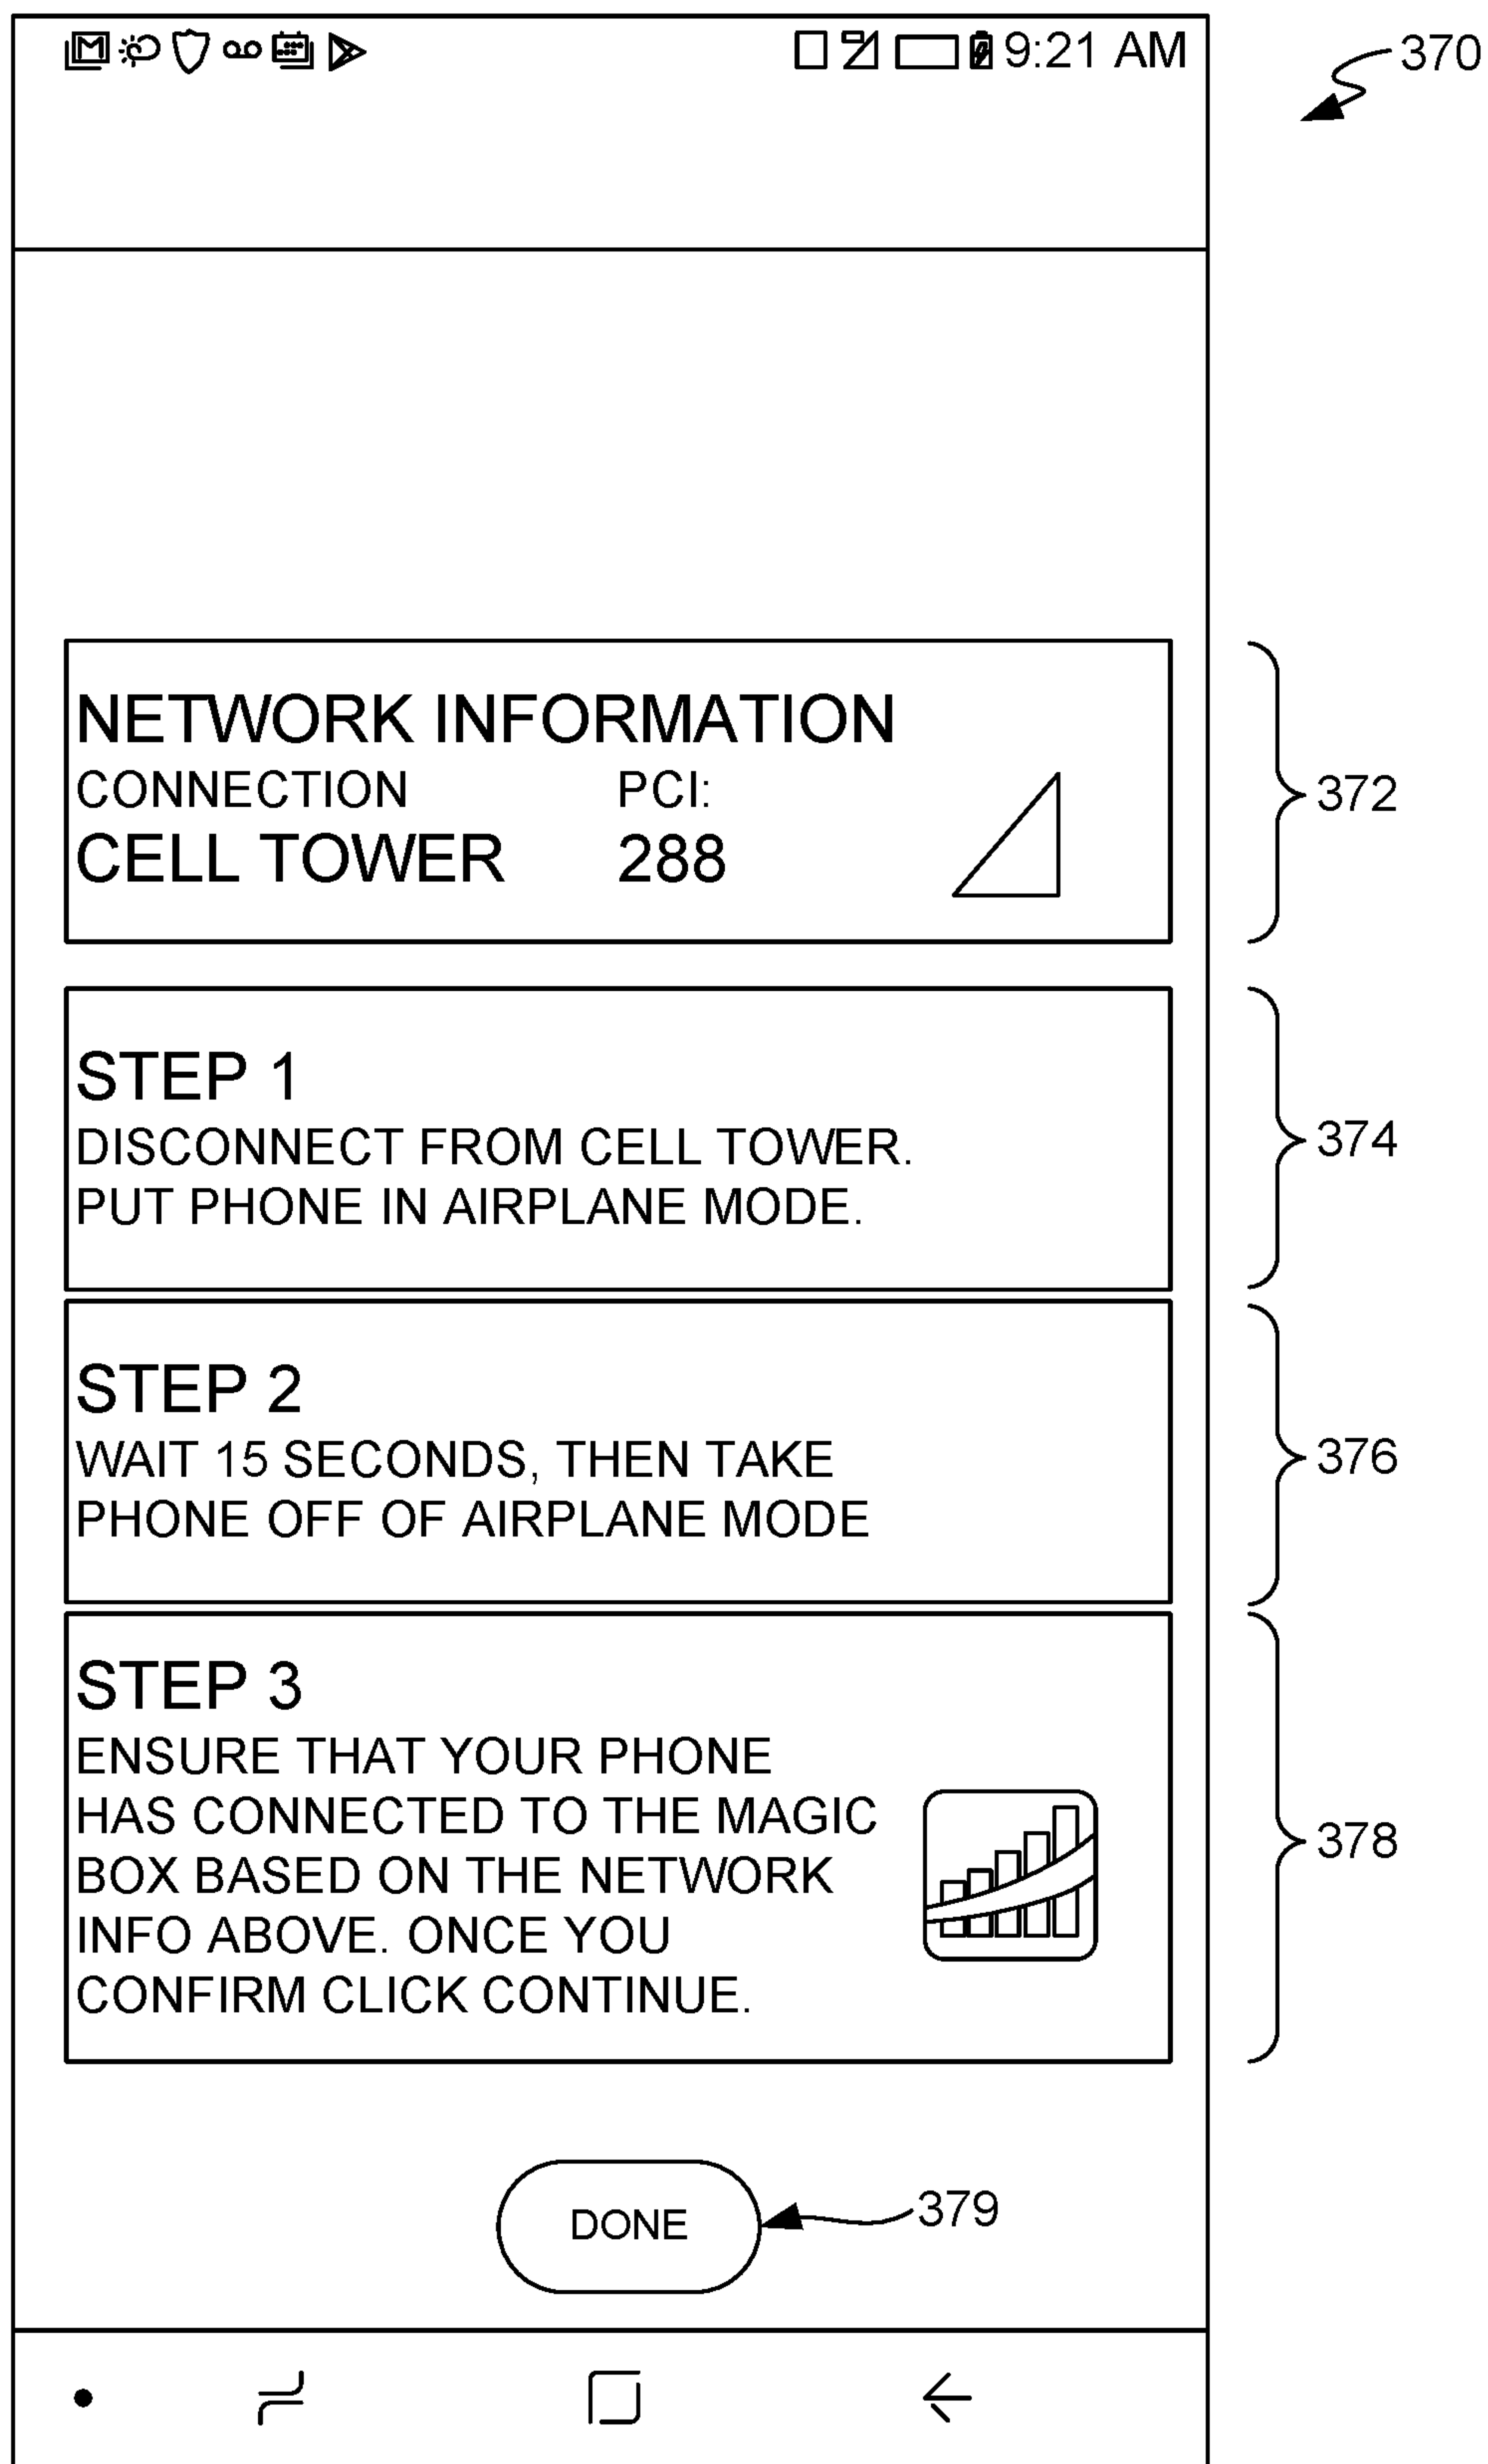 9:21 AM
370
NETWORK INFORMATION
CONNECTION PCI:
CELL TOWER 288
372
STEP 1
DISCONNECT FROM CELL TOWER.
PUT PHONE IN AIRPLANE MODE.
374
STEP 2
WAIT 15 SECONDS, THEN TAKE
PHONE OFF OF AIRPLANE MODE
376
STEP 3
ENSURE THAT YOUR PHONE
HAS CONNECTED TO THE MAGIC
BOX BASED ON THE NETWORK
INFO ABOVE. ONCE YOU
CONFIRM CLICK CONTINUE.
378
DONE
379